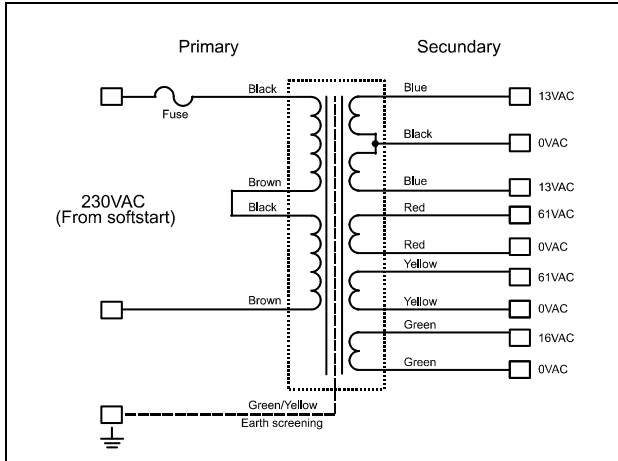 Primary
Secundary
Black
Fuse
Brown
Black
230VAC
(From softstart)
Brown
Green/Yellow
Earth screening
Blue
13VAC
Black
0VAC
Blue
13VAC
Red
61VAC
Red
0VAC
Yellow
61VAC
Yellow
0VAC
Green
16VAC
Green
0VAC